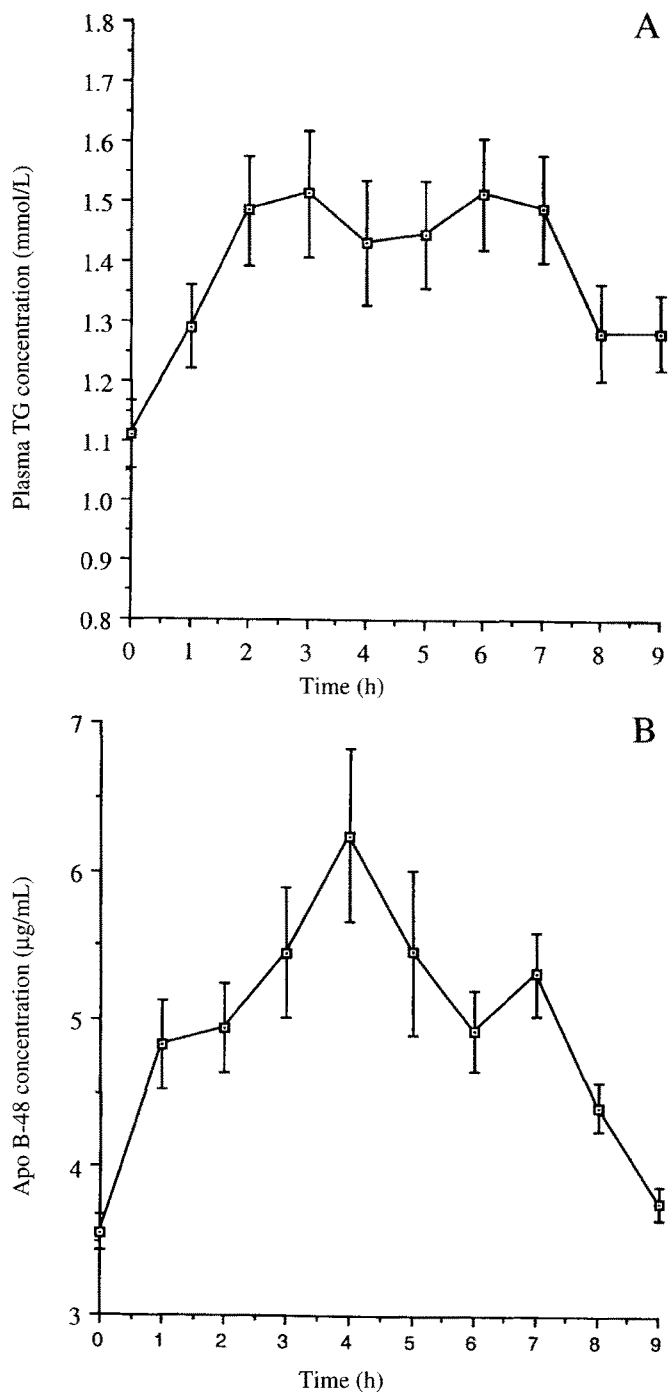 A
Plasma TG concentration (mmol/L)
1.8
1.7
1.6
1.5
1.4
1.3
1.2
1.1
1.0
0.9
0.8
0 1 2 3 4 5 6 7 8 9
Time (h)
B
Apo B-48 concentration (µg/mL)
7
6
5
4
3
0 1 2 3 4 5 6 7 8 9
Time (h)